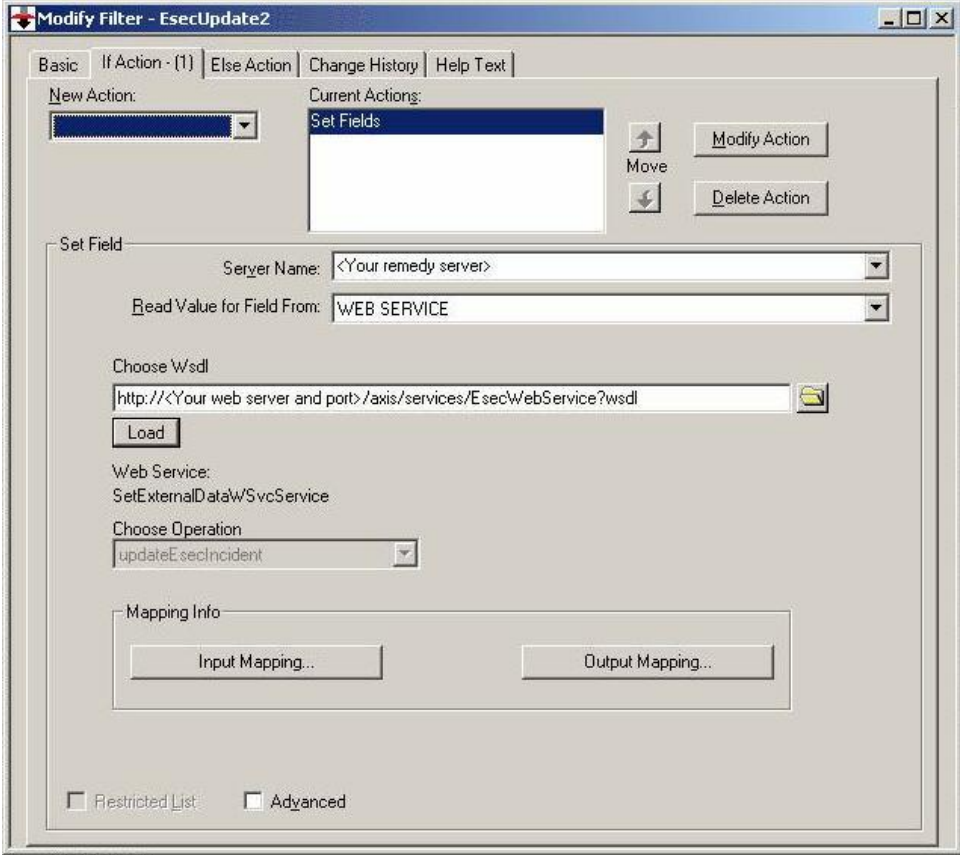 Modify Filter - EsecUpdate2
Basic If Action - (1) Else Action Change History Help Text
New Action: Current Actions:
Set Fields
Modify Action
Move
Delete Action
Set Field
Server Name: <Your remedy server>
Read Value for Field From: WEB SERVICE
Choose Wsdl
http://<Your web server and port>/axis/services/EsecWebService?wsdl
Load
Web Service:
SetExternalDataWSvcService
Choose Operation
updateEsecIncident
Mapping Info
Input Mapping... Output Mapping...
Restricted List Advanced